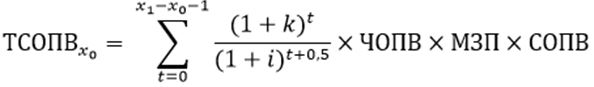 ТСОПВ_{x_0} = \sum_{t=0}^{x_1-x_0-1} \frac{(1+k)^t}{(1+i)^{t+0,5}} × ЧОПВ × МЗП × СОПВ